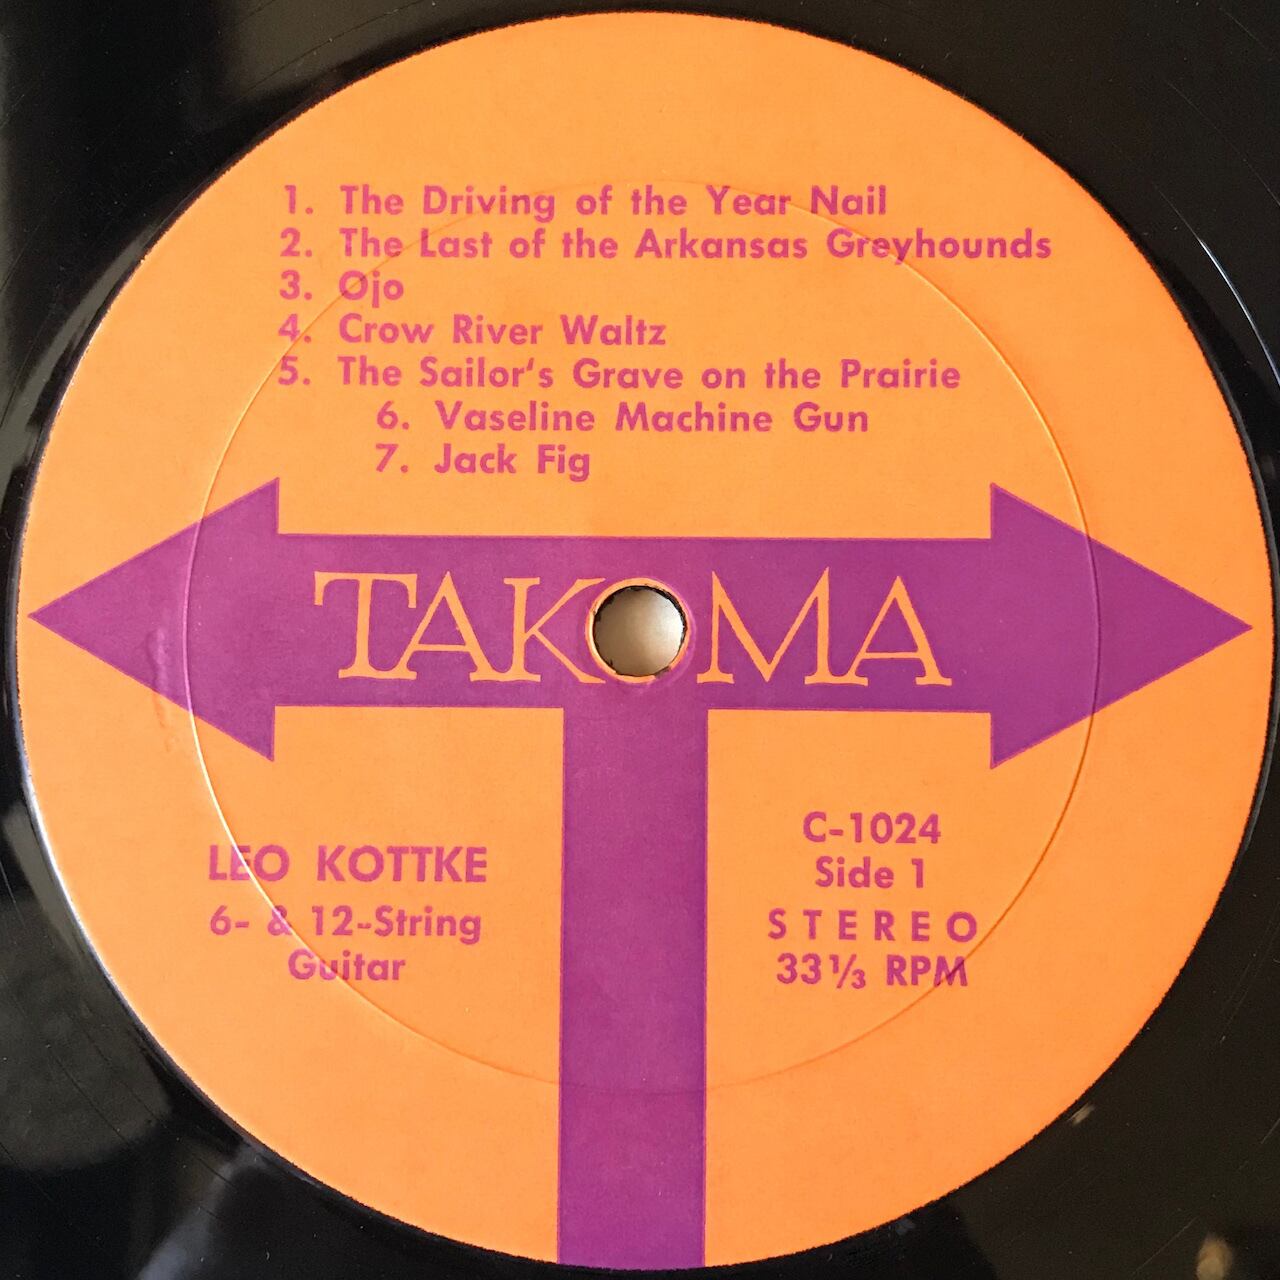 1. The Driving of the Year Nail
2. The Last of the Arkansas Greyhounds
3. Ojo
4. Crow River Waltz
5. The Sailor's Grave on the Prairie
6. Vaseline Machine Gun
7. Jack Fig
TAKOMA
LEO KOTTKE
6- & 12-String
Guitar
C-1024
Side 1
STEREO
33⅓ RPM